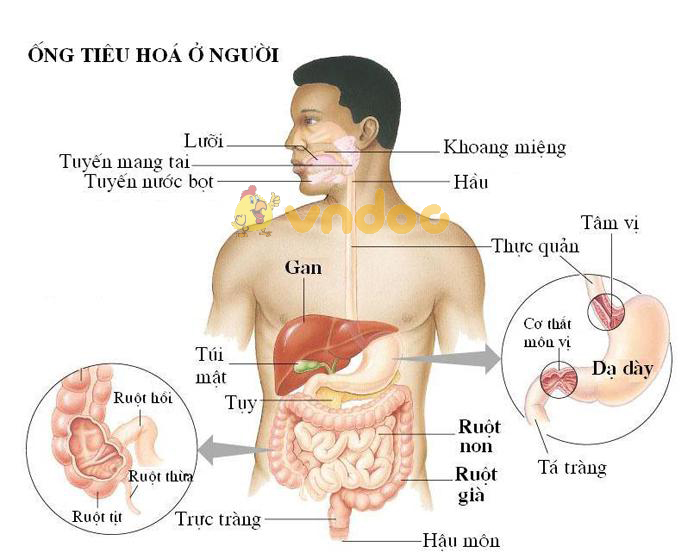 ỐNG TIÊU HOÁ Ở NGƯỜI
Lưỡi
Khoang miệng
Tuyến mang tai
Tuyến nước bọt
Hầu
vndoc
Tâm vị
Thực quản
Gan
Cơ thắt
môn vị
Túi
mật
Dạ dày
Tụy
Ruột hồi
Ruột
non
Tá tràng
Ruột thừa
Ruột
già
Ruột tịt
Trực tràng
Hậu môn